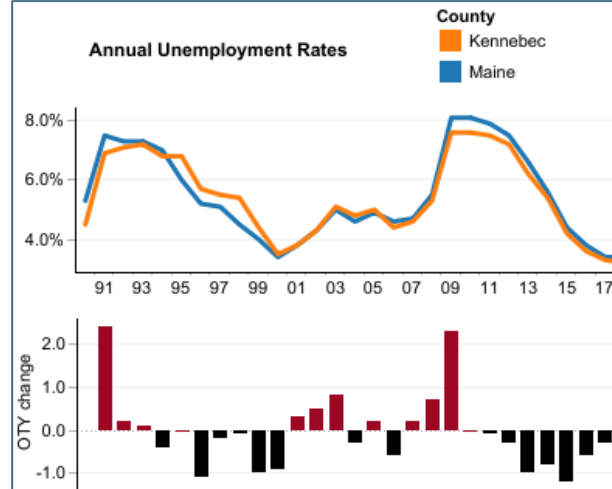 County
Annual Unemployment Rates
Kennebec
Maine
8.0%
6.0%
4.0%
91 93 95 97 99 01 03 05 07 09 11 13 15 17
OTY change
2.0
1.0
0.0
-1.0